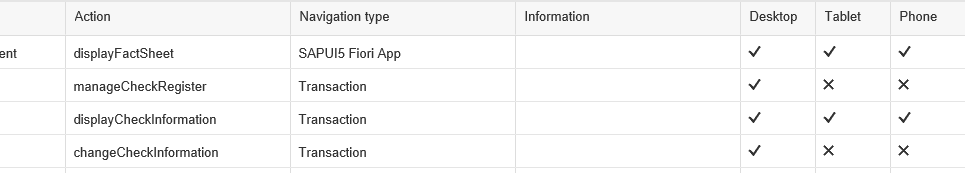 Action Navigation type Information Desktop Tablet Phone
ent displayFactSheet SAPUI5 Fiori App
manageCheckRegister Transaction
displayCheckInformation Transaction
changeCheckInformation Transaction